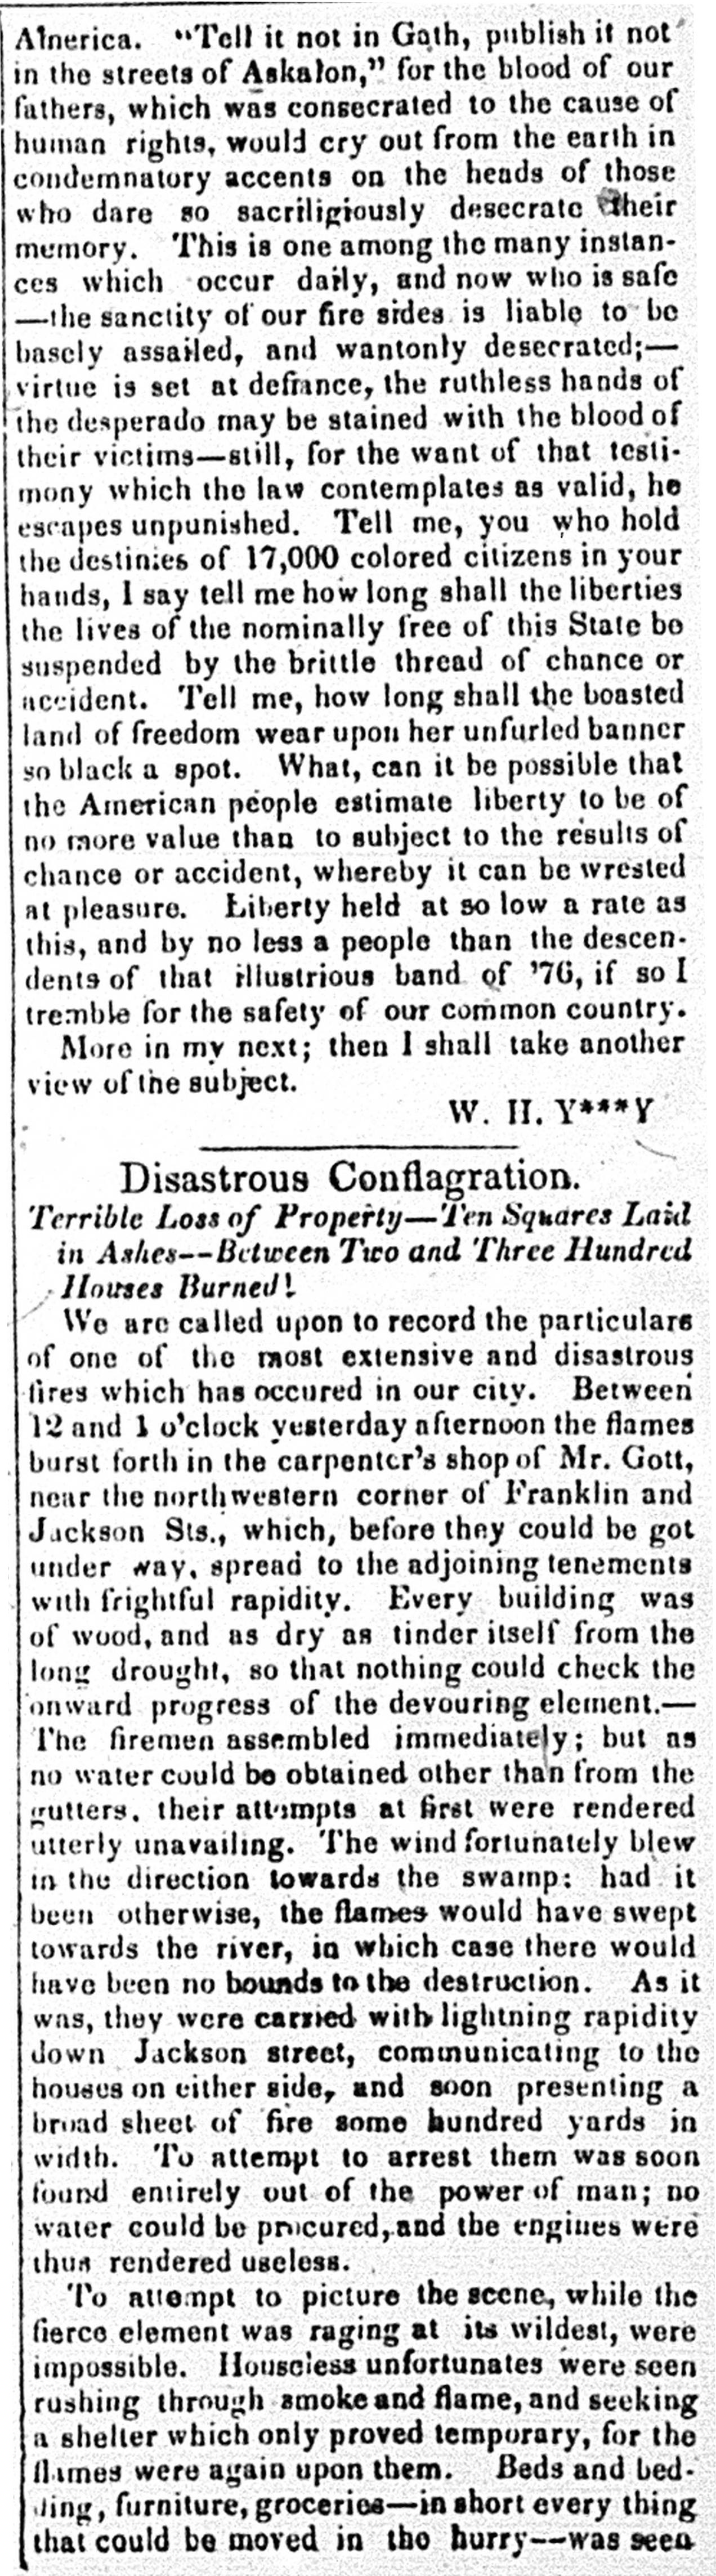 America. "Tell it not in Gath, publish it not
in the streets of Askalon," for the blood of our
fathers, which was consecrated to the cause of
human rights, would cry out from the earth in
condemnatory accents on the heads of those
who dare so sacriligiously desecrate their
memory. This is one among the many instan-
ces which occur daily, and now who is safe
—the sanctity of our fire sides is liable to be
basely assailed, and wantonly desecrated;—
virtue is set at defiance, the ruthless hands of
the desperado may be stained with the blood of
their victims—still, for the want of that testi-
mony which the law contemplates as valid, he
escapes unpunished. Tell me, you who hold
the destinies of 17,000 colored citizens in your
hands, I say tell me how long shall the liberties
the lives of the nominally free of this State be
suspended by the brittle thread of chance or
accident. Tell me, how long shall the boasted
land of freedom wear upon her unfurled banner
so black a spot. What, can it be possible that
the American people estimate liberty to be of
no more value than to subject to the results of
chance or accident, whereby it can be wrested
at pleasure. Liberty held at so low a rate as
this, and by no less a people than the descen-
dents of that illustrious band of '76, if so I
tremble for the safety of our common country.
More in my next; then I shall take another
view of the subject.
W. H. Y***Y
Disastrous Conflagration.
Terrible Loss of Property—Ten Squares Laid
in Ashes--Between Two and Three Hundred
Houses Burned!
We are called upon to record the particulars
of one of the most extensive and disastrous
fires which has occured in our city. Between
12 and 1 o'clock yesterday afternoon the flames
burst forth in the carpenter's shop of Mr. Gott,
near the northwestern corner of Franklin and
Jackson Sts., which, before they could be got
under way, spread to the adjoining tenements
with frightful rapidity. Every building was
of wood, and as dry as tinder itself from the
long drought, so that nothing could check the
onward progress of the devouring element.—
The firemen assembled immediately; but as
no water could be obtained other than from the
gutters, their attempts at first were rendered
utterly unavailing. The wind fortunately blew
in the direction towards the swamp: had it
been otherwise, the flames would have swept
towards the river, in which case there would
have been no bounds to the destruction. As it
was, they were carried with lightning rapidity
down Jackson street, communicating to the
houses on either side, and soon presenting a
broad sheet of fire some hundred yards in
width. To attempt to arrest them was soon
found entirely out of the power of man; no
water could be procured, and the engines were
thus rendered useless.
To attempt to picture the scene, while the
fierce element was raging at its wildest, were
impossible. Houseless unfortunates were seen
rushing through smoke and flame, and seeking
a shelter which only proved temporary, for the
flames were again upon them. Beds and bed-
ding, furniture, groceries—in short every thing
that could be moved in the hurry--was seen